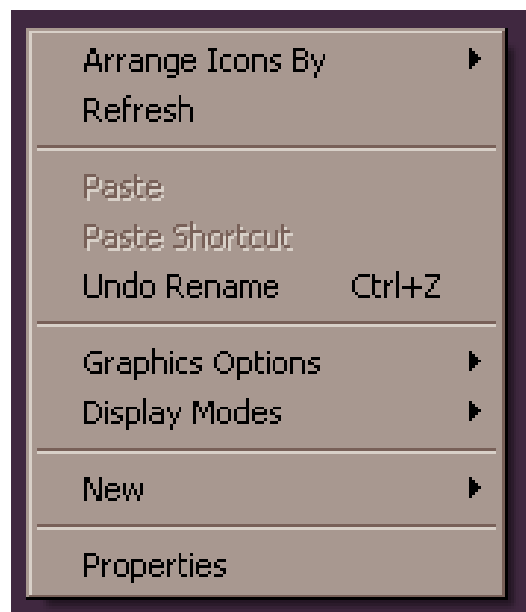 Arrange Icons By
Refresh
Paste
Paste Shortcut
Undo Rename Ctrl+Z
Graphics Options
Display Modes
New
Properties